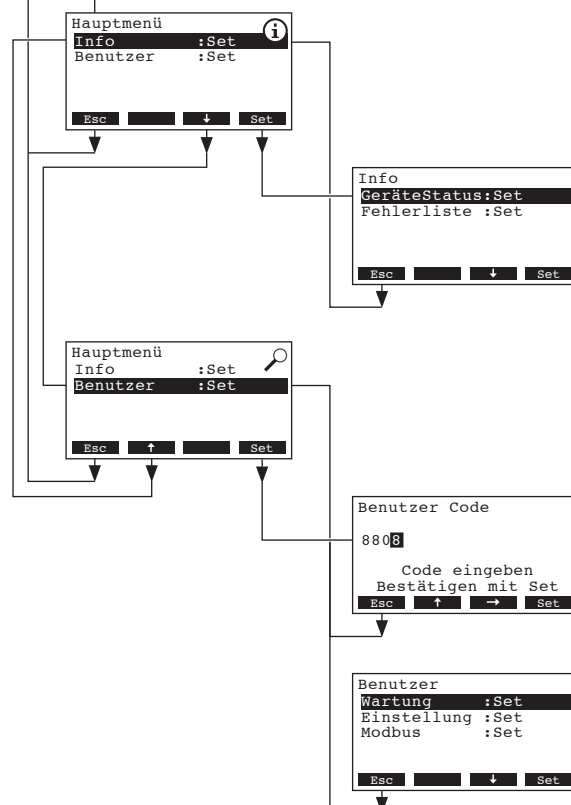 Hauptmenü
Info :Set
Benutzer :Set
Esc ↓ Set
Info
GeräteStatus:Set
Fehlerliste :Set
Esc ↓ Set
Hauptmenü
Info :Set
Benutzer :Set
Esc ↑ Set
Benutzer Code
8808
Code eingeben
Bestätigen mit Set
Esc ↑ → Set
Benutzer
Wartung :Set
Einstellung :Set
Modbus :Set
Esc ↓ Set